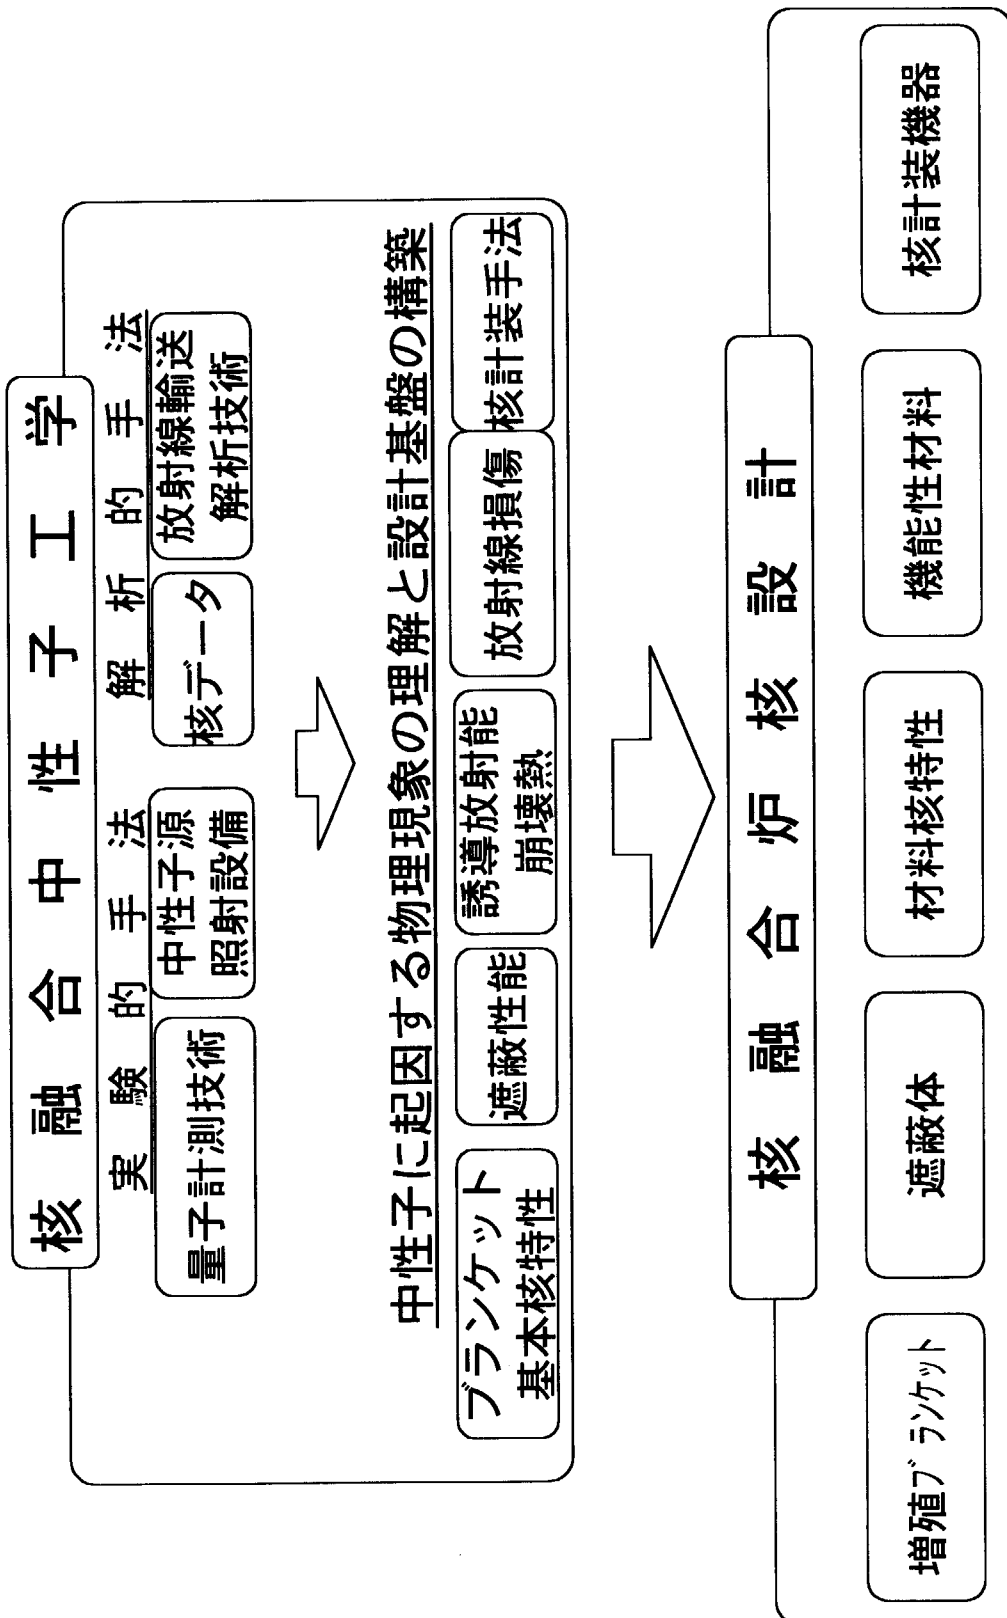 核融合中性子工学
実験的手法
解析的手法
量子計測技術
中性子源
照射設備
核データ
放射線輸送
解析技術
中性子に起因する物理現象の理解と設計基盤の構築
ブランケット
基本核特性
遮蔽性能
誘導放射能
崩壊熱
放射線損傷
核計装手法
核融合炉核設計
増殖ブランケット
遮蔽体
材料核特性
機能性材料
核計装機器